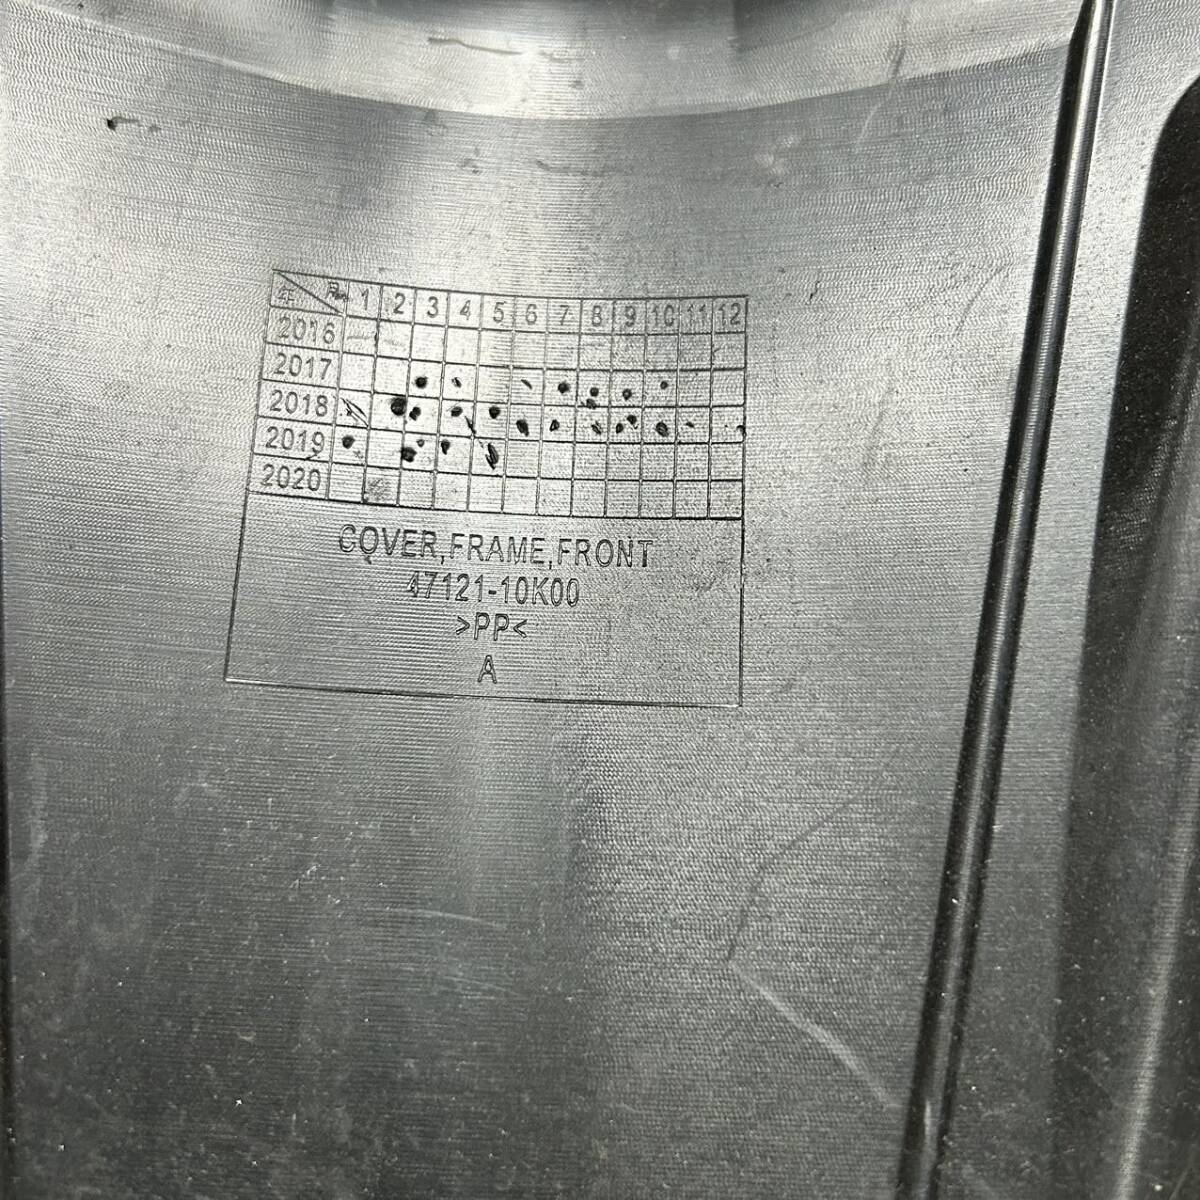 年 月 1 2 3 4 5 6 7 8 9 10 11 12
2016
2017
2018
2019
2020
COVER,FRAME,FRONT
47121-10K00
>PP<
A